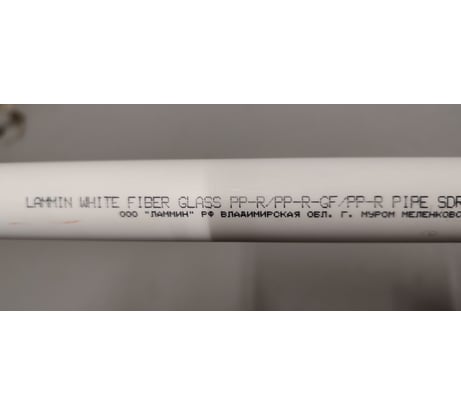 LAMMIN WHITE FIBER GLASS PP-R/PP-R-GF/PP-R PIPE SDR
ООО "ЛАММИН" РФ ВЛАДИМИРСКАЯ ОБЛ. Г. МУРОМ МЕЛЕНКОВС